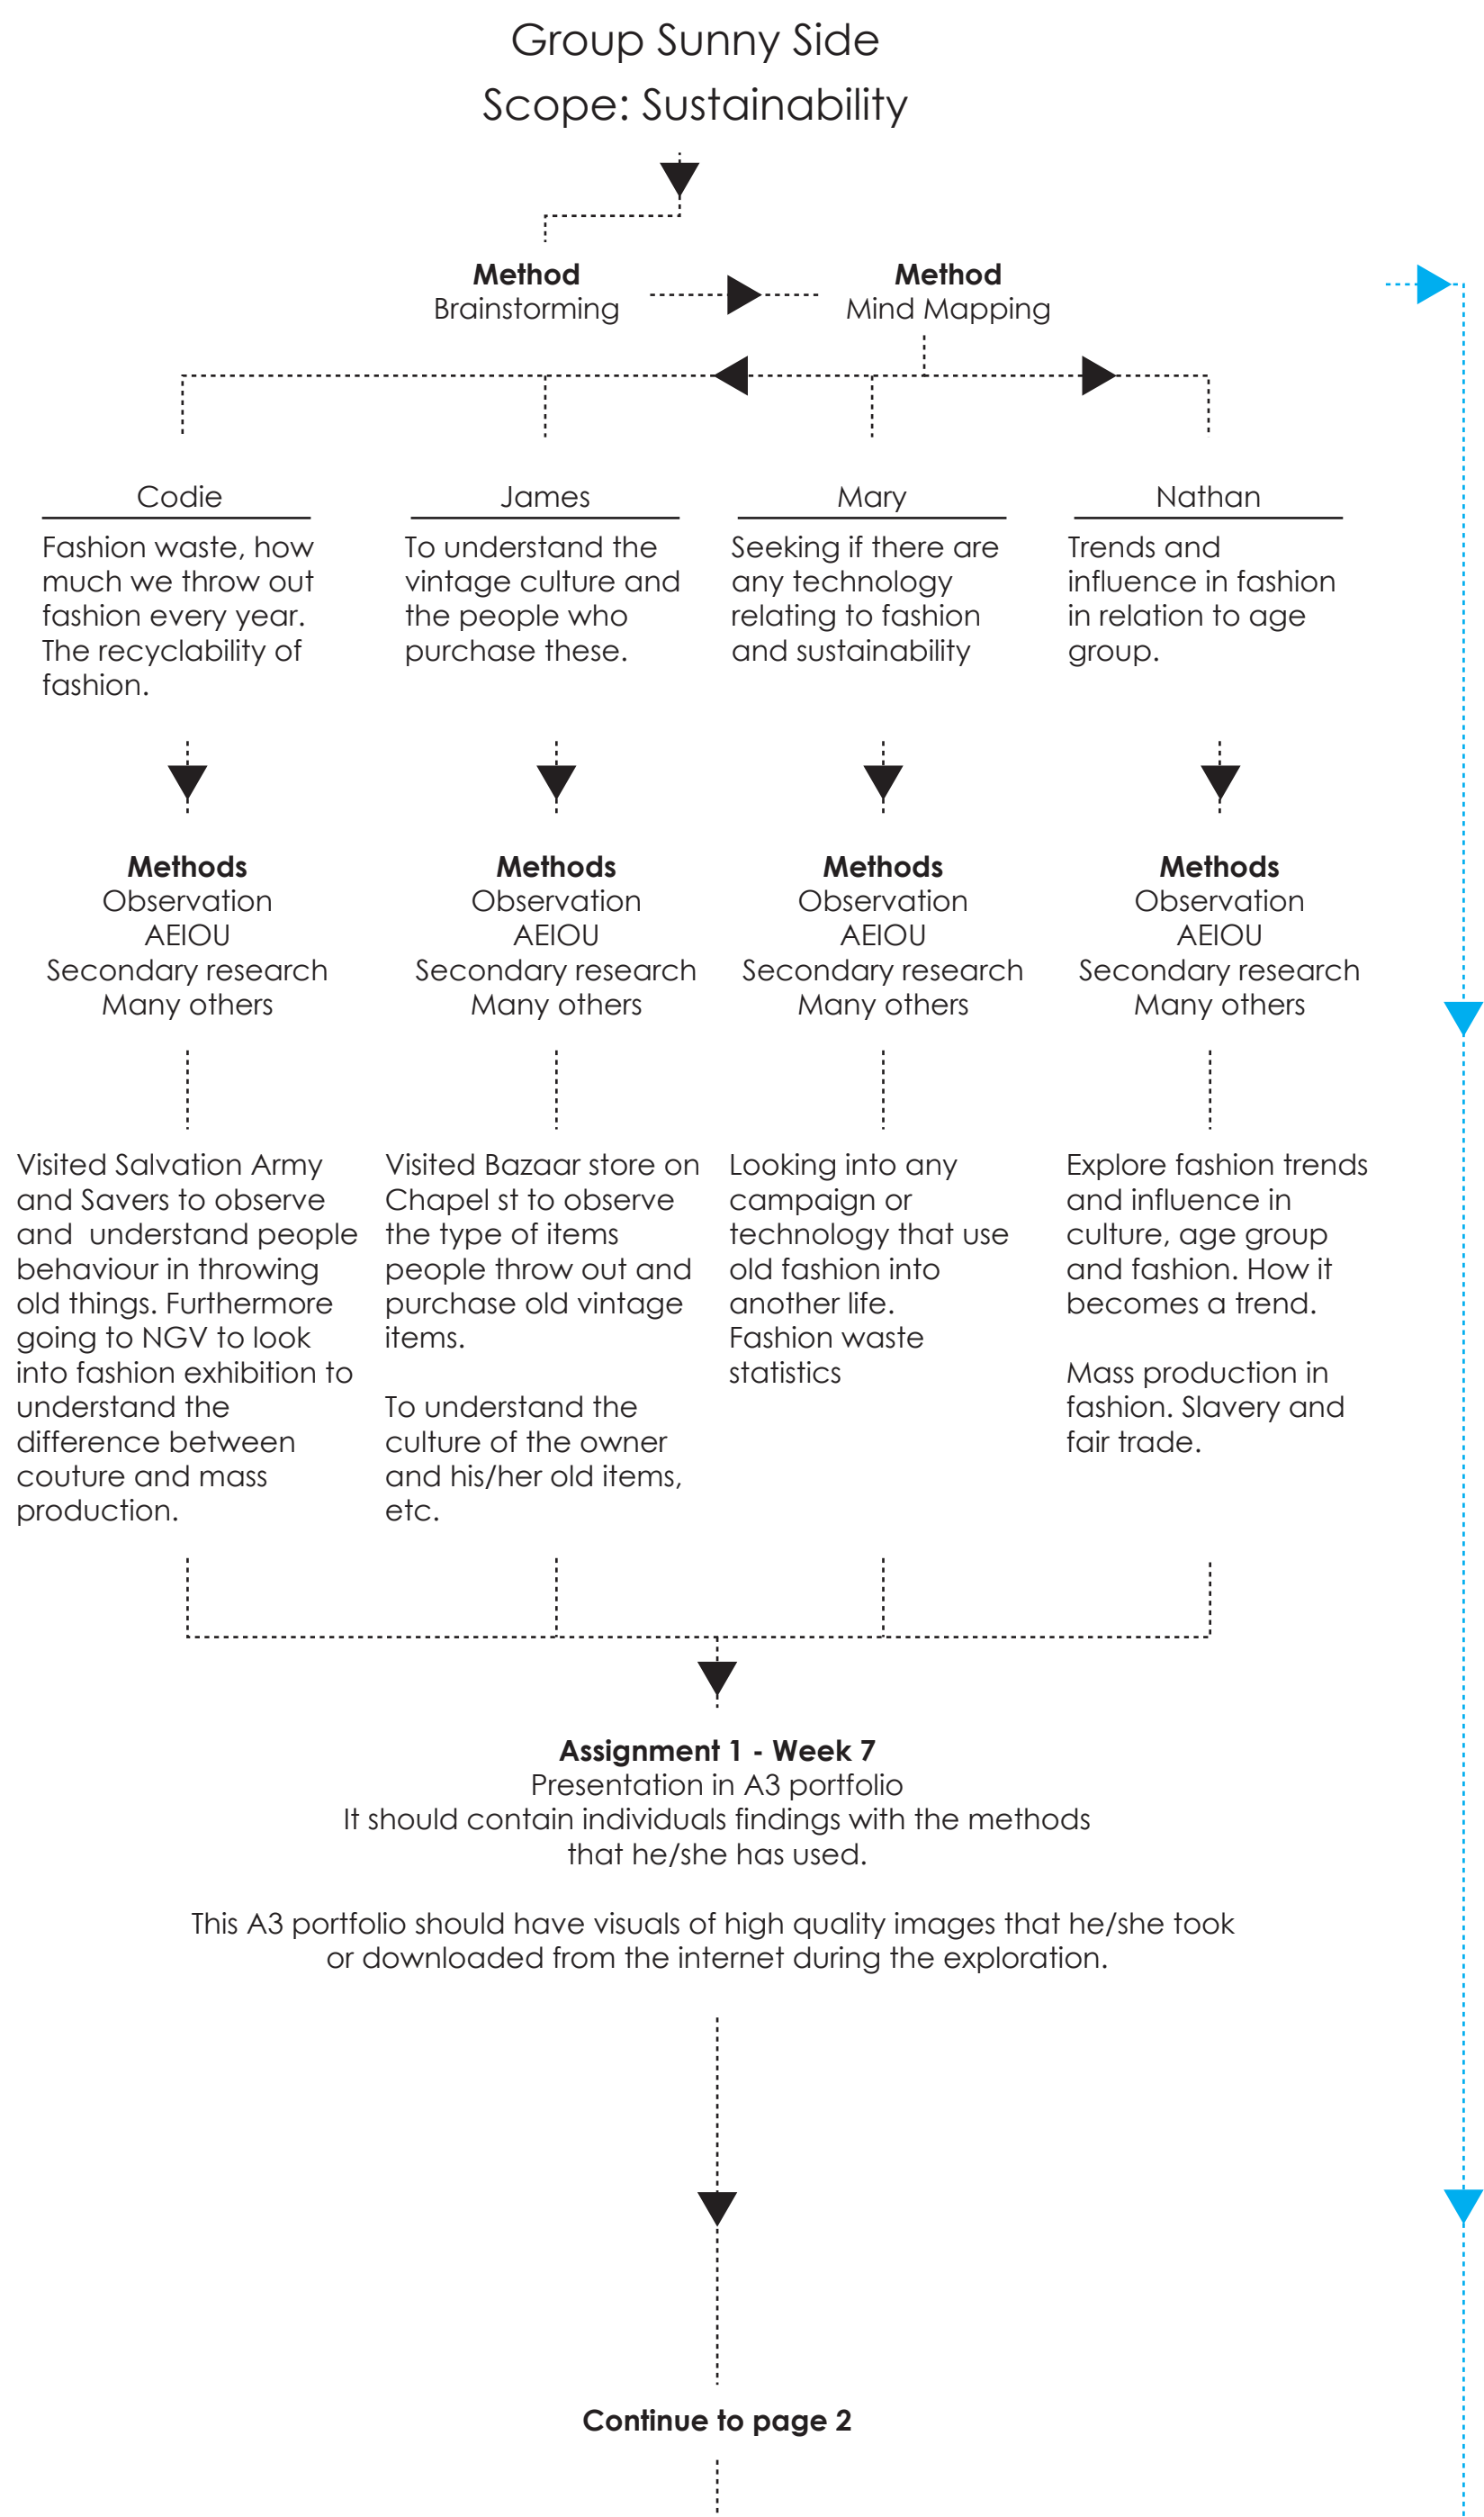 Group Sunny Side
Scope: Sustainability
Method
Brainstorming
Method
Mind Mapping
Codie
Fashion waste, how
much we throw out
fashion every year.
The recyclability of
fashion.
James
To understand the
vintage culture and
the people who
purchase these.
Mary
Seeking if there are
any technology
relating to fashion
and sustainability
Nathan
Trends and
influence in fashion
in relation to age
group.
Methods
Observation
AEIOU
Secondary research
Many others
Methods
Observation
AEIOU
Secondary research
Many others
Methods
Observation
AEIOU
Secondary research
Many others
Methods
Observation
AEIOU
Secondary research
Many others
Visited Salvation Army
and Savers to observe
and  understand people
behaviour in throwing
old things. Furthermore
going to NGV to look
into fashion exhibition to
understand the
difference between
couture and mass
production.
Visited Bazaar store on
Chapel st to observe
the type of items
people throw out and
purchase old vintage
items.
To understand the
culture of the owner
and his/her old items,
etc.
Looking into any
campaign or
technology that use
old fashion into
another life.
Fashion waste
statistics
Explore fashion trends
and influence in
culture, age group
and fashion. How it
becomes a trend.
Mass production in
fashion. Slavery and
fair trade.
Assignment 1 - Week 7
Presentation in A3 portfolio
It should contain individuals findings with the methods
that he/she has used.
This A3 portfolio should have visuals of high quality images that he/she took
or downloaded from the internet during the exploration.
Continue to page 2